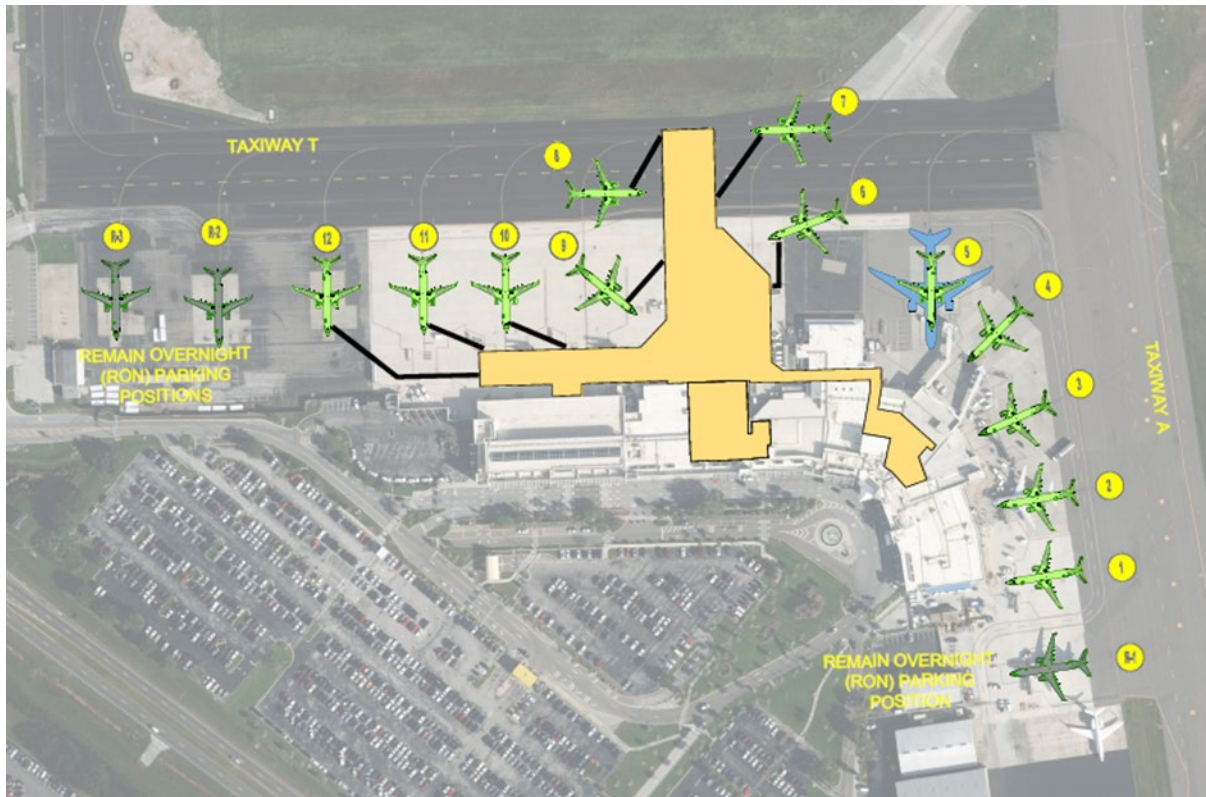 7
TAXIWAY T
8
6
R-3
R-2
12
11
10
9
5
4
REMAIN OVERNIGHT
(RON) PARKING
POSITIONS
3
TAXIWAY A
2
1
REMAIN OVERNIGHT
(RON) PARKING
POSITION
R-1